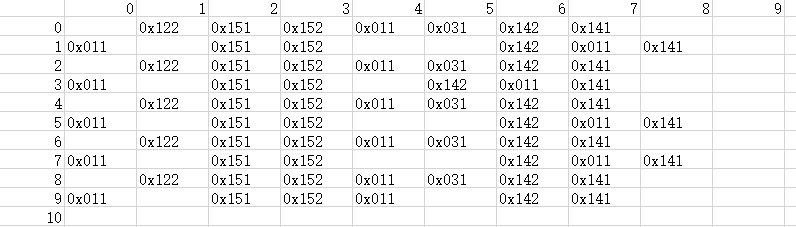 0 1 2 3 4 5 6 7 8 9
0 0x122 0x151 0x152 0x011 0x031 0x142 0x141
1 0x011 0x151 0x152 0x142 0x011 0x141
2 0x122 0x151 0x152 0x011 0x031 0x142 0x141
3 0x011 0x151 0x152 0x142 0x011 0x141
4 0x122 0x151 0x152 0x011 0x031 0x142 0x141
5 0x011 0x151 0x152 0x142 0x011 0x141
6 0x122 0x151 0x152 0x011 0x031 0x142 0x141
7 0x011 0x151 0x152 0x142 0x011 0x141
8 0x122 0x151 0x152 0x011 0x031 0x142 0x141
9 0x011 0x151 0x152 0x011 0x142 0x141
10